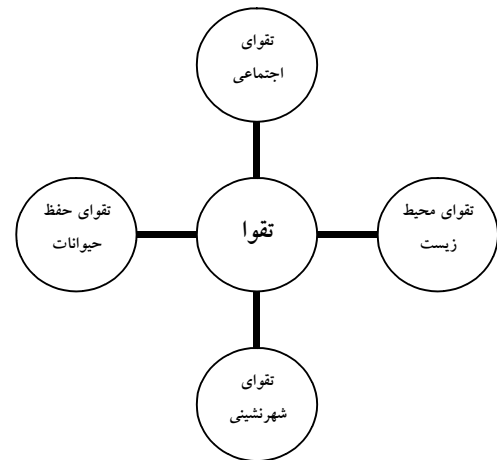 تقوای
اجتماعی
تقوای محیط
زیست
تقوا
تقوای حفظ
حیوانات
تقوای
شهرنشینی